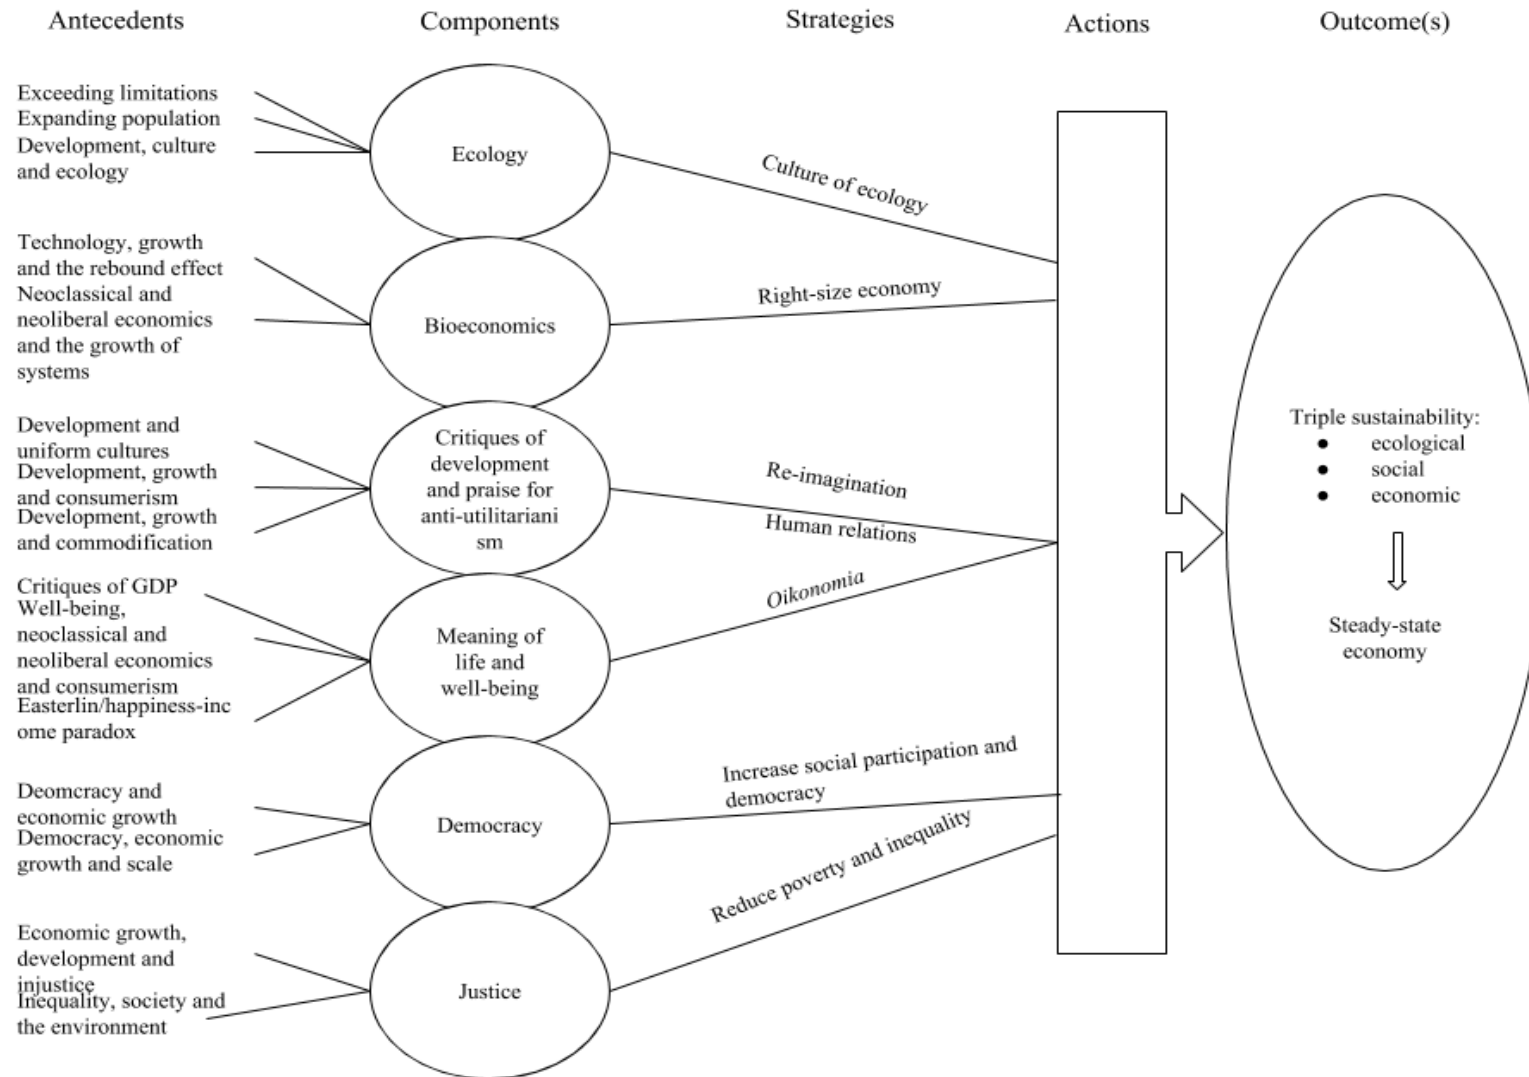 Antecedents
Components
Strategies
Actions
Outcome(s)
Exceeding limitations
Expanding population
Development, culture
and ecology
Ecology
Culture of ecology
Technology, growth
and the rebound effect
Neoclassical and
neoliberal economics
and the growth of
systems
Bioeconomics
Right-size economy
Development and
uniform cultures
Development, growth
and consumerism
Development, growth
and commodification
Critiques of
development
and praise for
anti-utilitariani
sm
Re-imagination
Human relations
Critiques of GDP
Well-being,
neoclassical and
neoliberal economics
and consumerism
Easterlin/happiness-inc
ome paradox
Meaning of
life and
well-being
Oikonomia
Deomcracy and
economic growth
Democracy, economic
growth and scale
Democracy
Increase social participation and
democracy
Economic growth,
development and
injustice
Inequality, society and
the environment
Justice
Reduce poverty and inequality
Triple sustainability:
● ecological
● social
● economic
Steady-state
economy